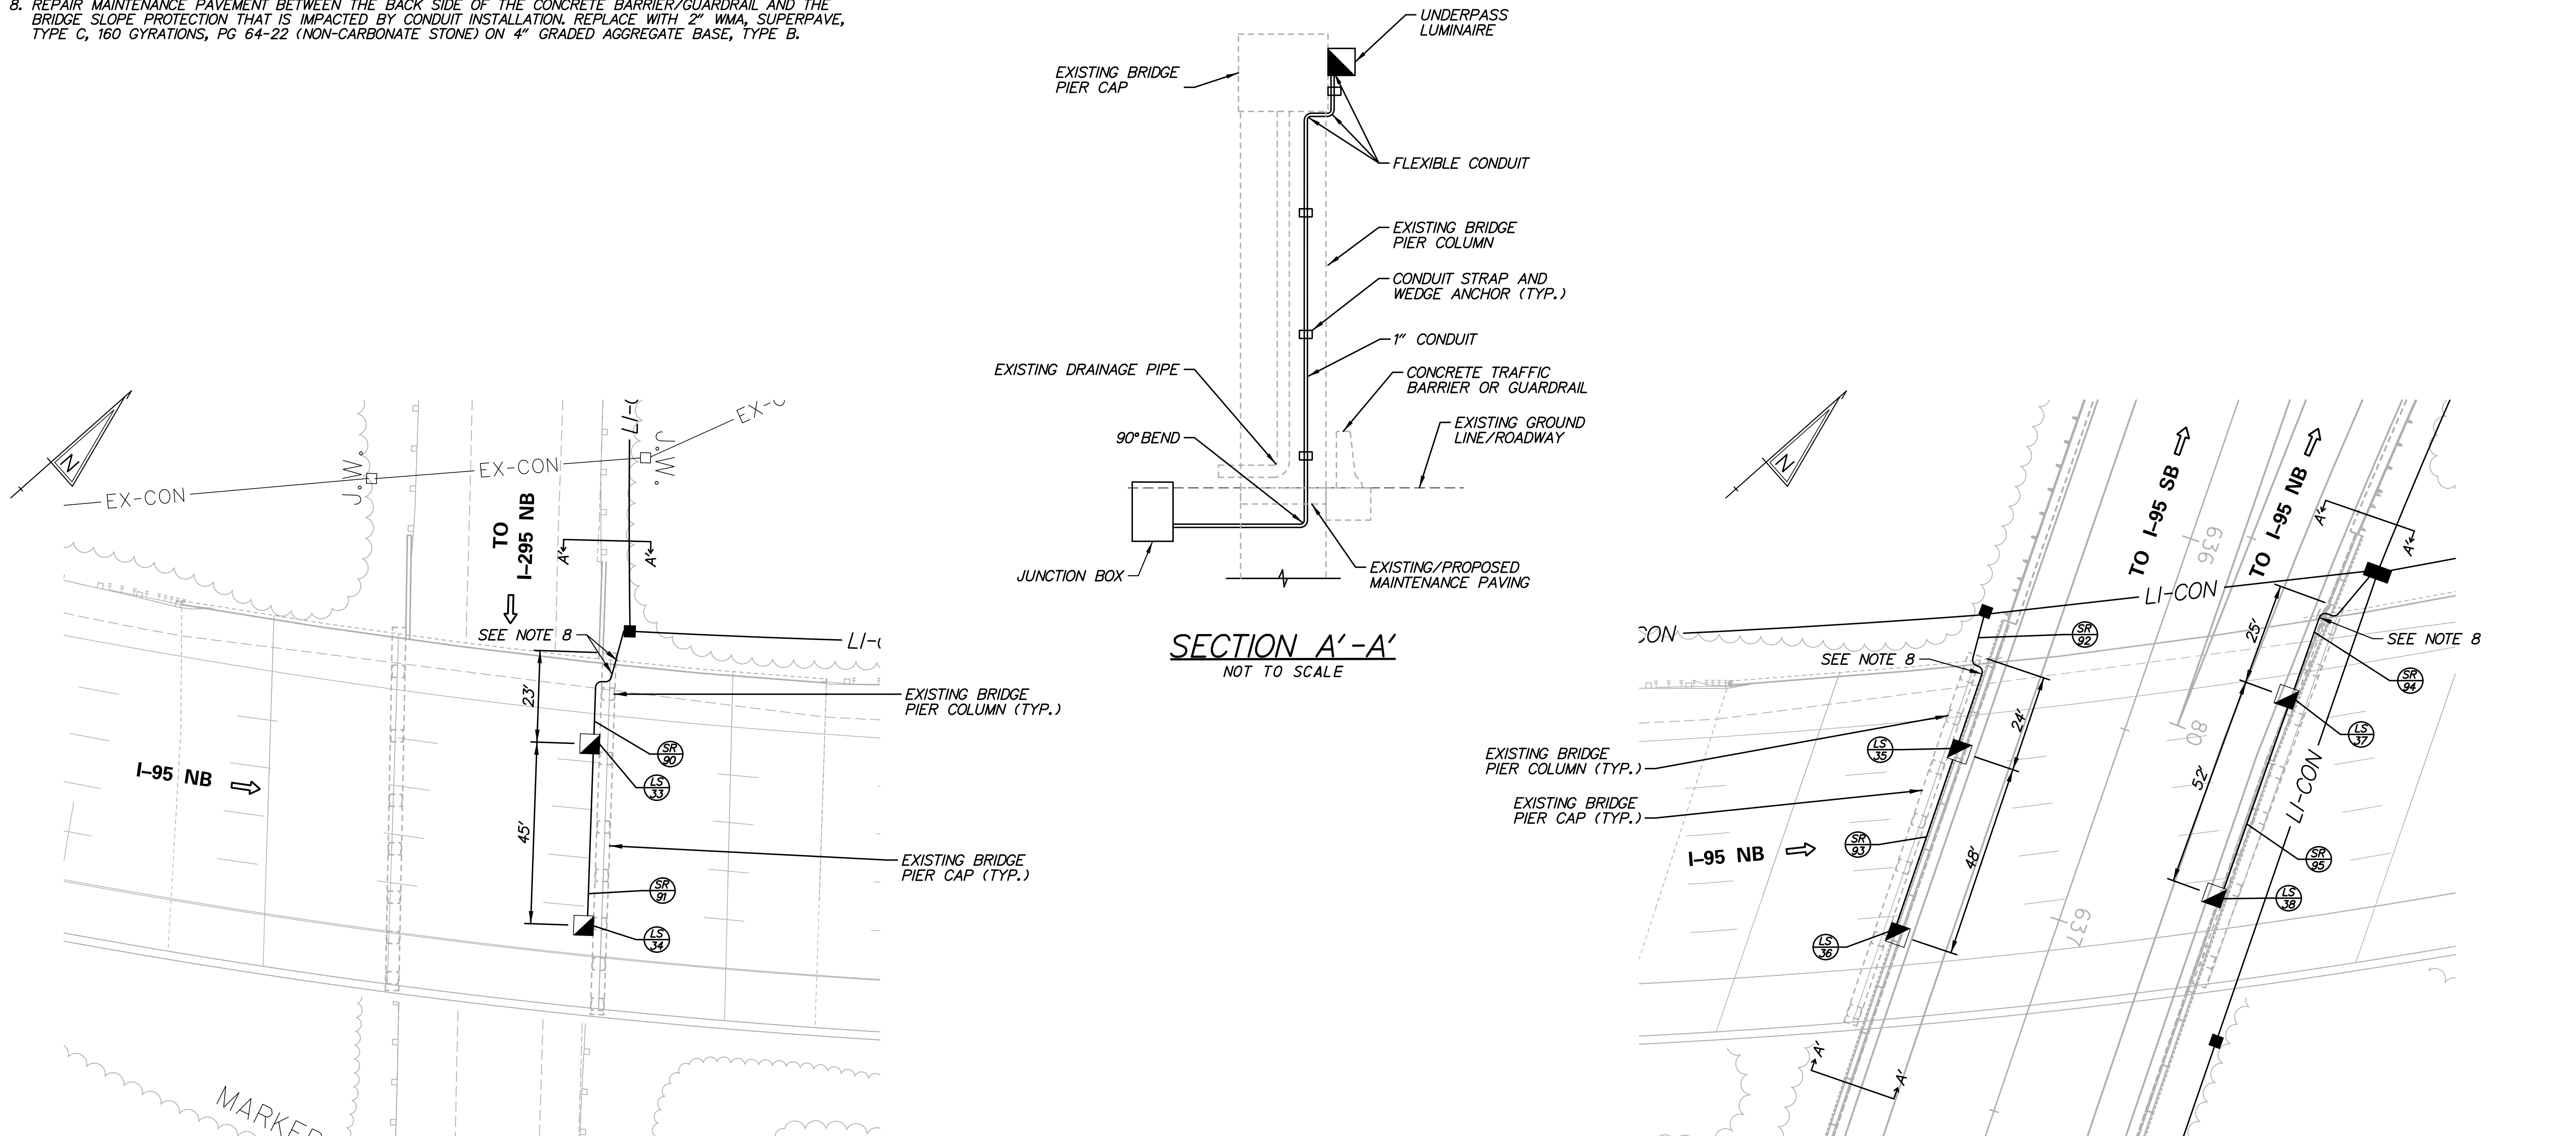 8. REPAIR MAINTENANCE PAVEMENT BETWEEN THE BACK SIDE OF THE CONCRETE BARRIER/GUARDRAIL AND THE
BRIDGE SLOPE PROTECTION THAT IS IMPACTED BY CONDUIT INSTALLATION. REPLACE WITH 2" WMA, SUPERPAVE,
TYPE C, 160 GYRATIONS, PG 64-22 (NON-CARBONATE STONE) ON 4" GRADED AGGREGATE BASE, TYPE B.
UNDERPASS
LUMINAIRE
EXISTING BRIDGE
PIER CAP
FLEXIBLE CONDUIT
EXISTING BRIDGE
PIER COLUMN
CONDUIT STRAP AND
WEDGE ANCHOR (TYP.)
1" CONDUIT
EXISTING DRAINAGE PIPE
CONCRETE TRAFFIC
BARRIER OR GUARDRAIL
EXISTING GROUND
LINE/ROADWAY
90° BEND
JUNCTION BOX
EXISTING/PROPOSED
MAINTENANCE PAVING
SECTION A'-A'
NOT TO SCALE
N
EX-CON
EX-CON
J.W.
J.W.
TO
I-295 NB
A'
A'
SEE NOTE 8
23'
45'
EXISTING BRIDGE
PIER COLUMN (TYP.)
SR
90
LS
33
I-95 NB
EXISTING BRIDGE
PIER CAP (TYP.)
SR
91
LS
34
N
TO I-95 SB
TO I-95 NB
636
A'
A'
LI-CON
SR
92
SEE NOTE 8
25'
SEE NOTE 8
SR
94
24'
80
LS
37
LS
35
EXISTING BRIDGE
PIER COLUMN (TYP.)
52'
LI-CON
EXISTING BRIDGE
PIER CAP (TYP.)
I-95 NB
SR
93
48'
SR
95
LS
38
LS
36
637
A'
A'